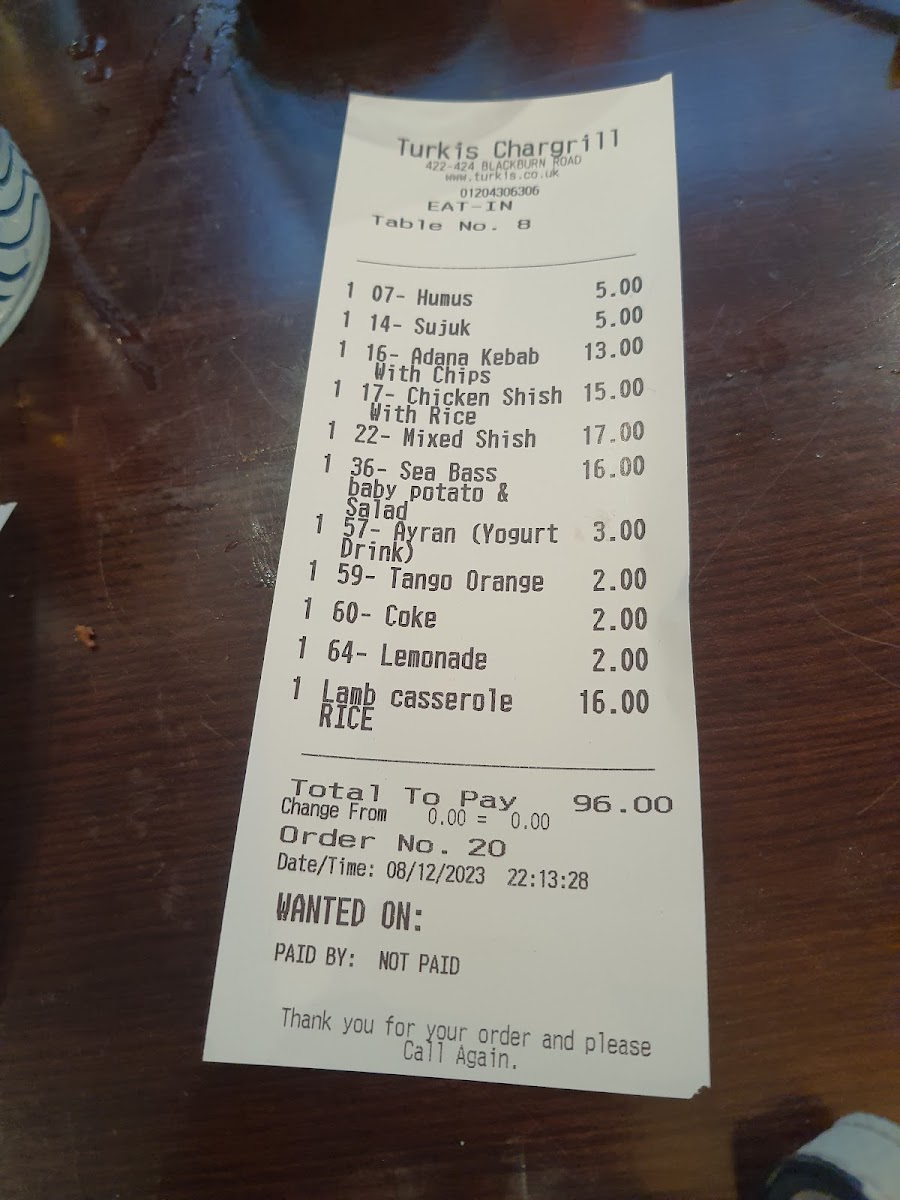 Turkis Chargrill
422-424 BLACKBURN ROAD
www.turkis.co.uk
01204306306
EAT-IN
Table No. 8
1 07- Humus 5.00
1 14- Sujuk 5.00
1 16- Adana Kebab 13.00
With Chips
1 17- Chicken Shish 15.00
With Rice
1 22- Mixed Shish 17.00
1 36- Sea Bass 16.00
baby potato &
Salad
1 57- Ayran (Yogurt 3.00
Drink)
1 59- Tango Orange 2.00
1 60- Coke 2.00
1 64- Lemonade 2.00
1 Lamb casserole 16.00
RICE
Total To Pay 96.00
Change From 0.00 = 0.00
Order No. 20
Date/Time: 08/12/2023 22:13:28
WANTED ON:
PAID BY: NOT PAID
Thank you for your order and please
Call Again.